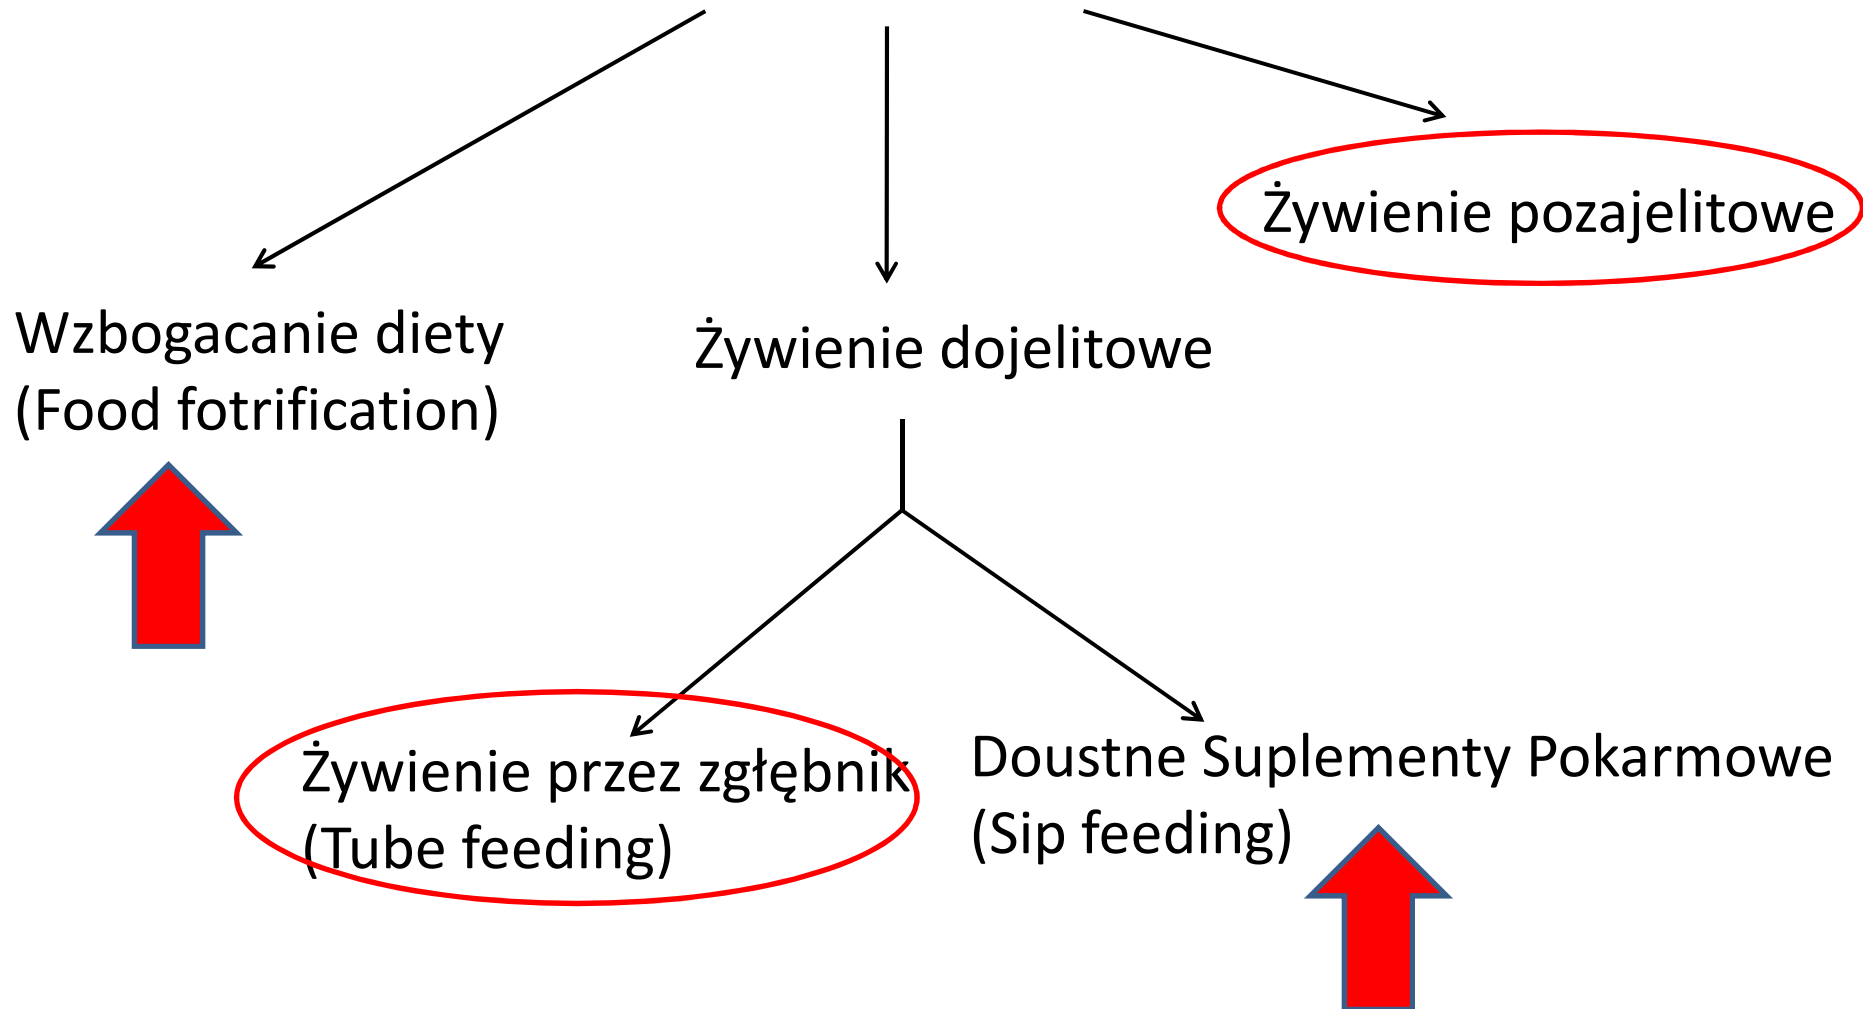 Żywienie pozajelitowe
Wzbogacanie diety
(Food fotrification)
Żywienie dojelitowe
Żywienie przez zgłębnik
(Tube feeding)
Doustne Suplementy Pokarmowe
(Sip feeding)